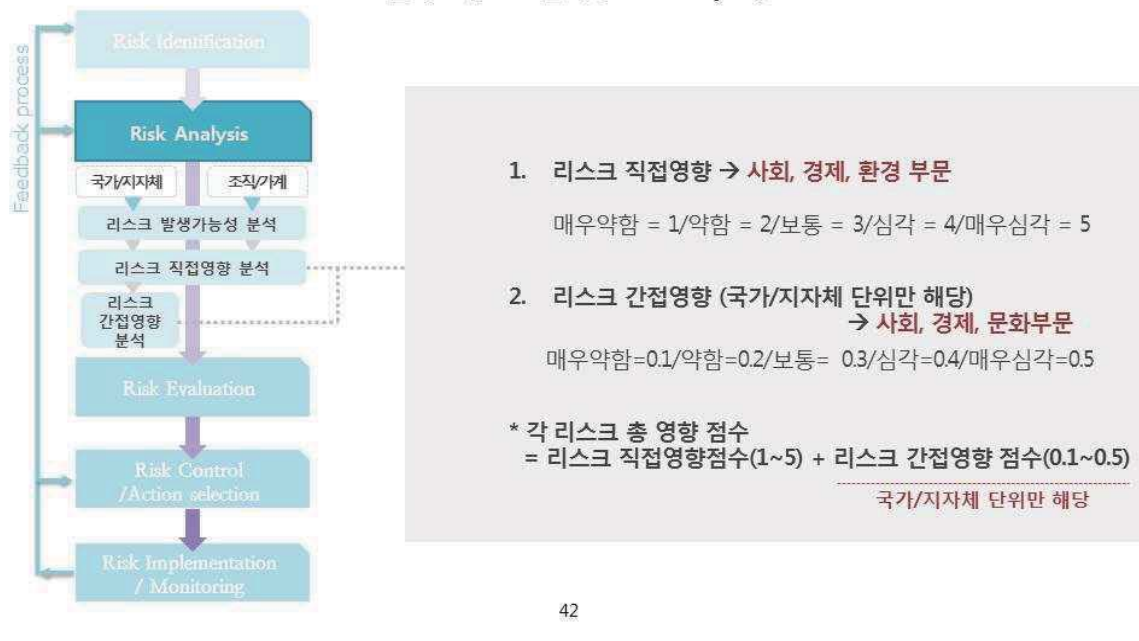 Feedback process
Risk Identification
Risk Analysis
국가/지자체
조직/가계
리스크 발생가능성 분석
리스크 직접영향 분석
리스크
간접영향
분석
Risk Evaluation
Risk Control
/Action selection
Risk Implementation
/ Monitoring
1. 리스크 직접영향 → 사회, 경제, 환경 부문
매우약함 = 1/약함 = 2/보통 = 3/심각 = 4/매우심각 = 5
2. 리스크 간접영향 (국가/지자체 단위만 해당)
→ 사회, 경제, 문화부문
매우약함=0.1/약함=0.2/보통= 0.3/심각=0.4/매우심각=0.5
* 각 리스크 총 영향 점수
= 리스크 직접영향점수(1~5) + 리스크 간접영향 점수(0.1~0.5)
국가/지자체 단위만 해당
42